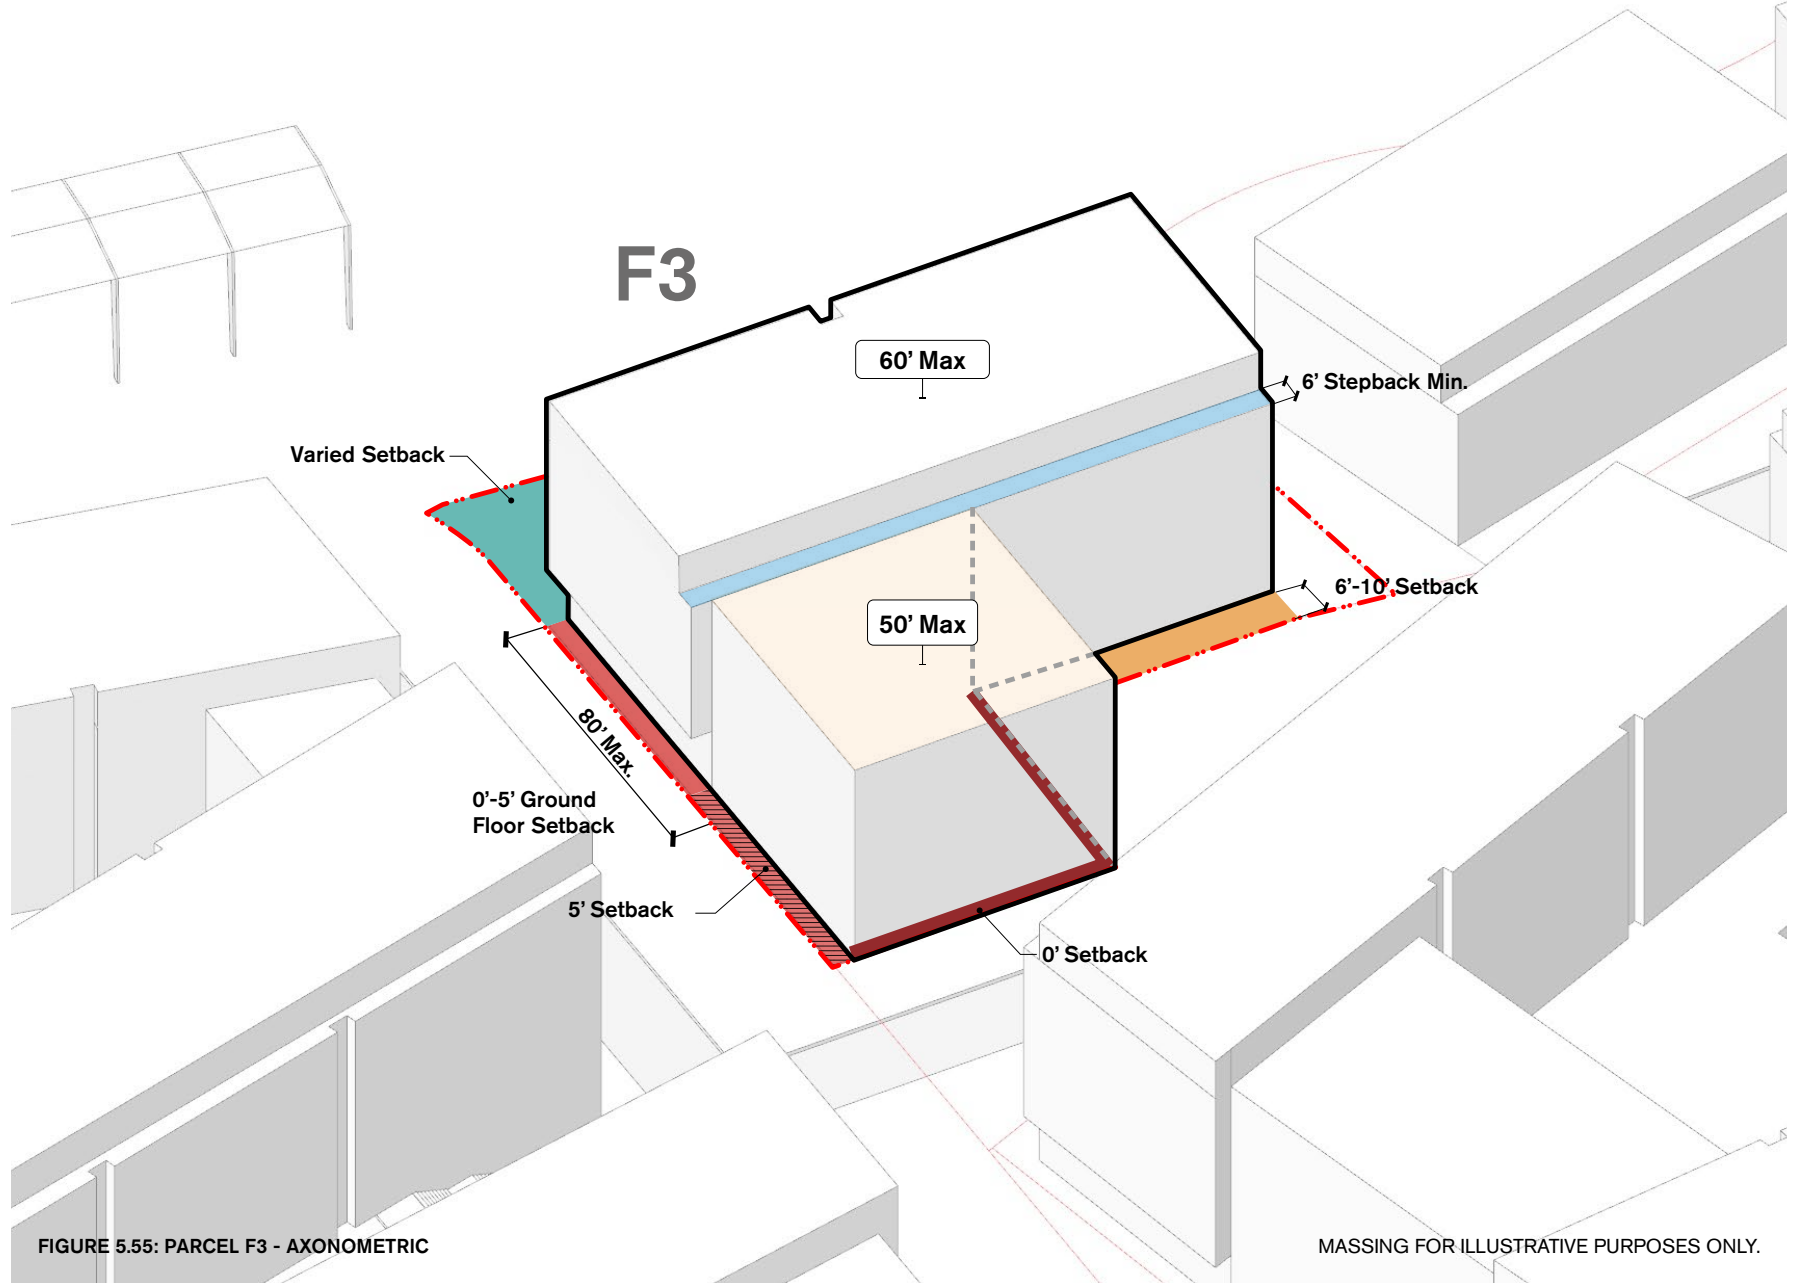 F3
60’ Max
6’ Stepback Min.
Varied Setback
6’-10’ Setback
50’ Max
80’ Max.
0’-5’ Ground
Floor Setback
5’ Setback
0’ Setback
FIGURE 5.55: PARCEL F3 - AXONOMETRIC
MASSING FOR ILLUSTRATIVE PURPOSES ONLY.